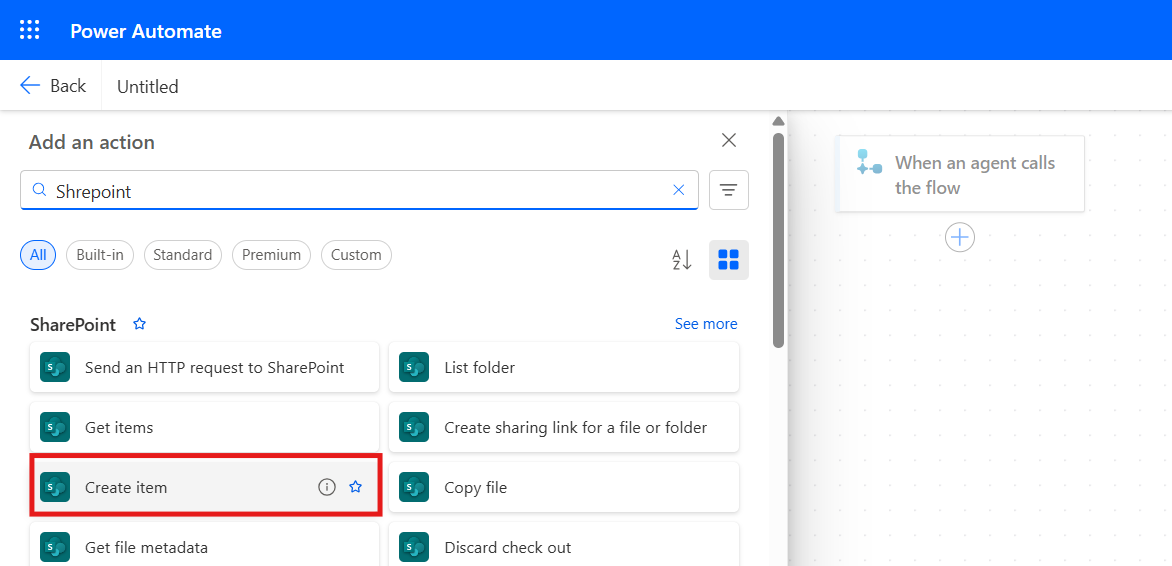 Power Automate
Back
Untitled
Add an action
Shrepoint
All
Built-in
Standard
Premium
Custom
A
Z
SharePoint
See more
Send an HTTP request to SharePoint
List folder
Get items
Create sharing link for a file or folder
Create item
Copy file
Get file metadata
Discard check out
When an agent calls
the flow